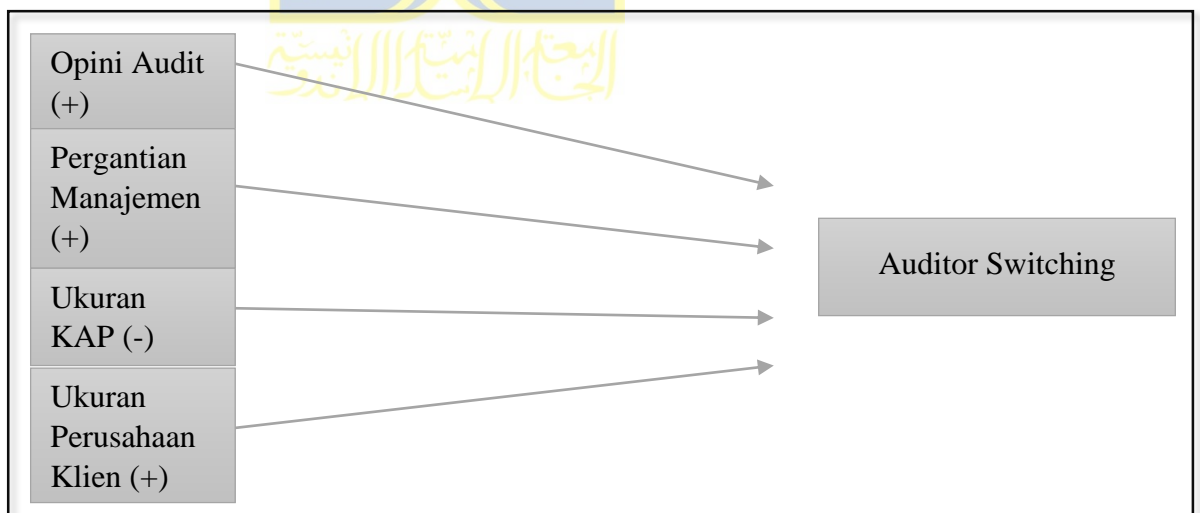 Opini Audit
(+)
Pergantian
Manajemen
(+)
Ukuran
KAP (-)
Ukuran
Perusahaan
Klien (+)
Auditor Switching